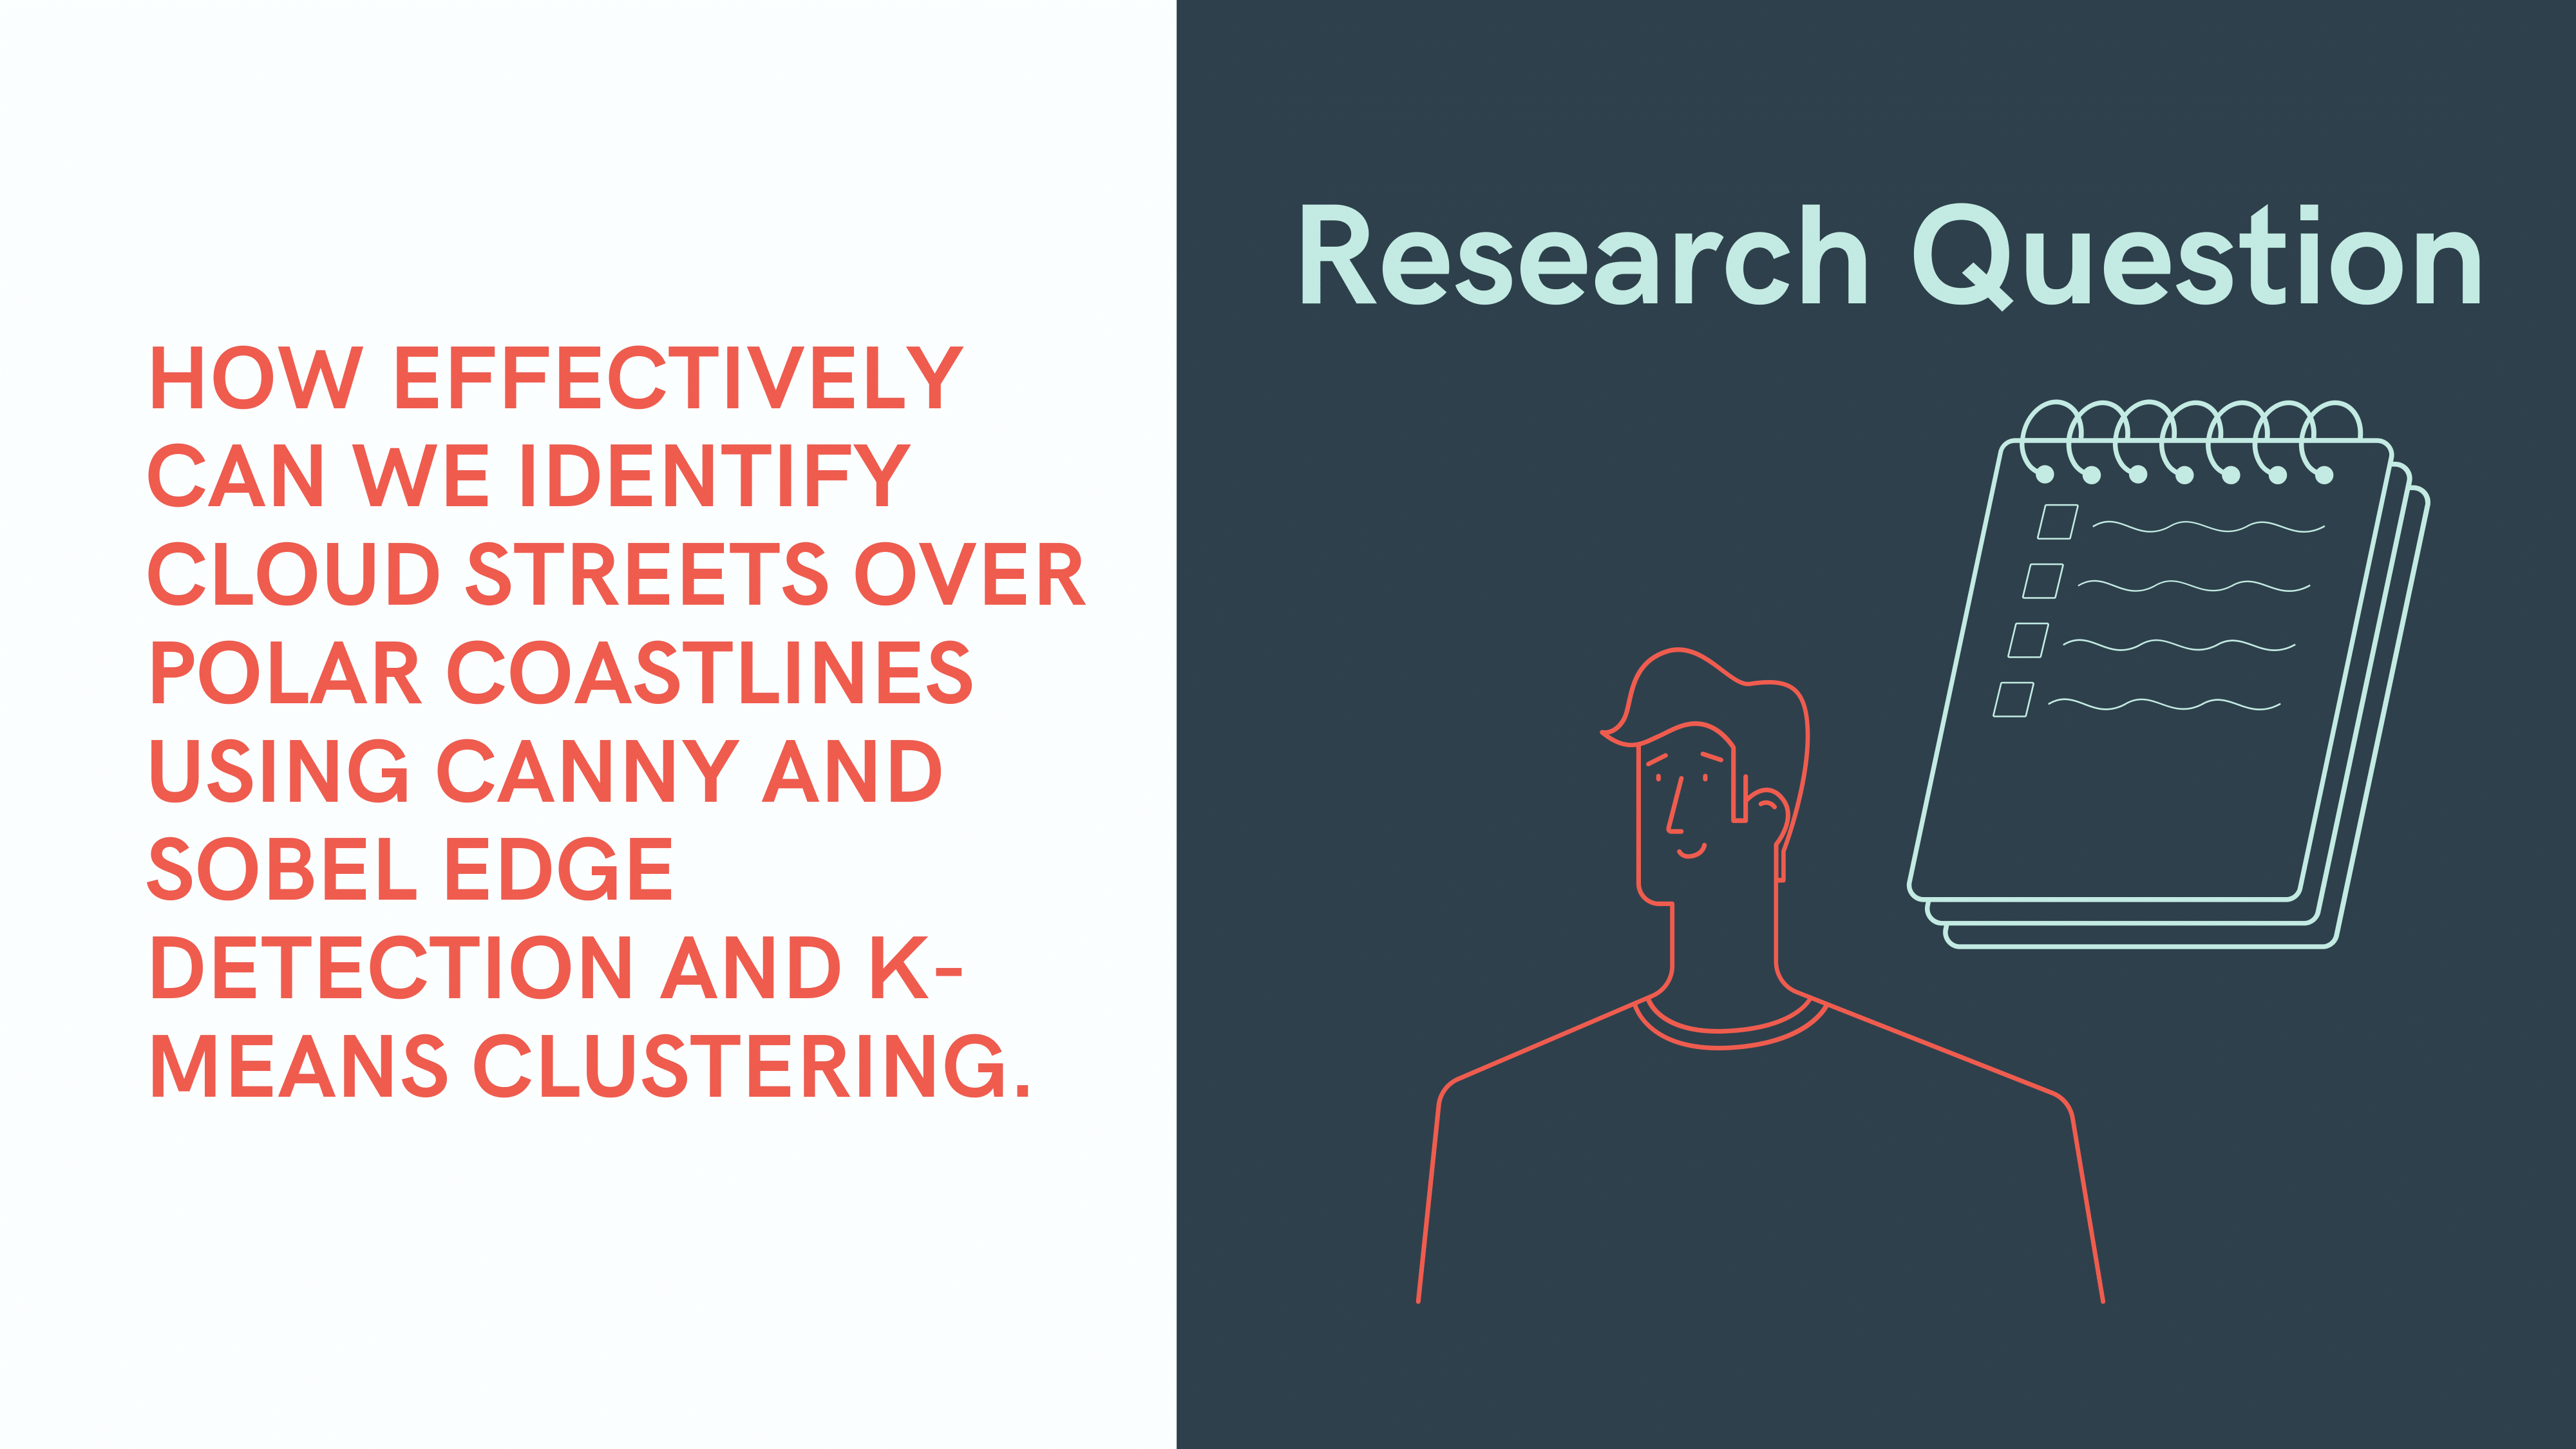 Research Question
HOW EFFECTIVELY
CAN WE IDENTIFY
CLOUD STREETS OVER
POLAR COASTLINES
USING CANNY AND
SOBEL EDGE
DETECTION AND K-
MEANS CLUSTERING.